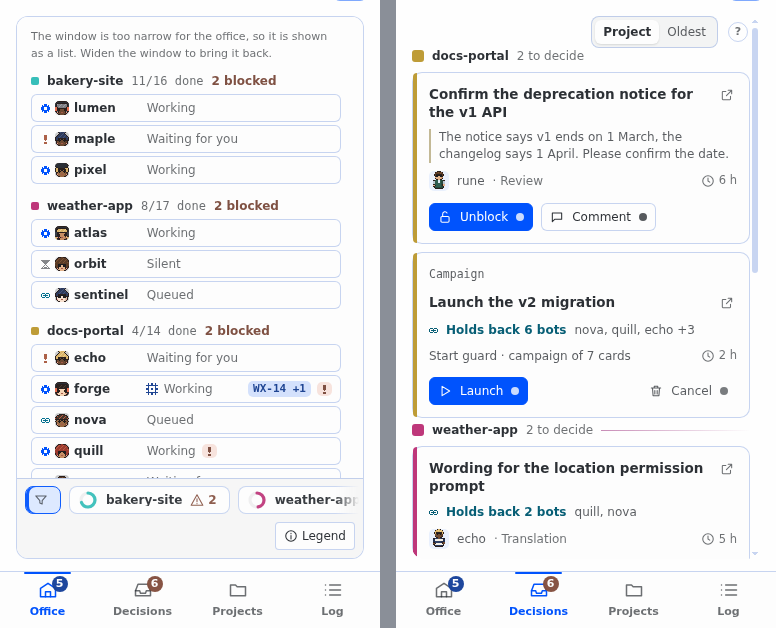 The window is too narrow for the office, so it is shown
as a list. Widen the window to bring it back.
bakery-site 11/16 done 2 blocked
lumen Working
maple Waiting for you
pixel Working
weather-app 8/17 done 2 blocked
atlas Working
orbit Silent
sentinel Queued
docs-portal 4/14 done 2 blocked
echo Waiting for you
forge Working WX-14 +1 !
nova Queued
quill Working !
bakery-site 2
weather-app
Legend
5
Office
6
Decisions
Projects
Log
Project Oldest ?
docs-portal 2 to decide
Confirm the deprecation notice for
the v1 API
The notice says v1 ends on 1 March, the
changelog says 1 April. Please confirm the date.
rune · Review 6 h
Unblock Comment
Campaign
Launch the v2 migration
Holds back 6 bots nova, quill, echo +3
Start guard · campaign of 7 cards 2 h
Launch Cancel
weather-app 2 to decide
Wording for the location permission
prompt
Holds back 2 bots quill, nova
echo · Translation 5 h
5
Office
6
Decisions
Projects
Log